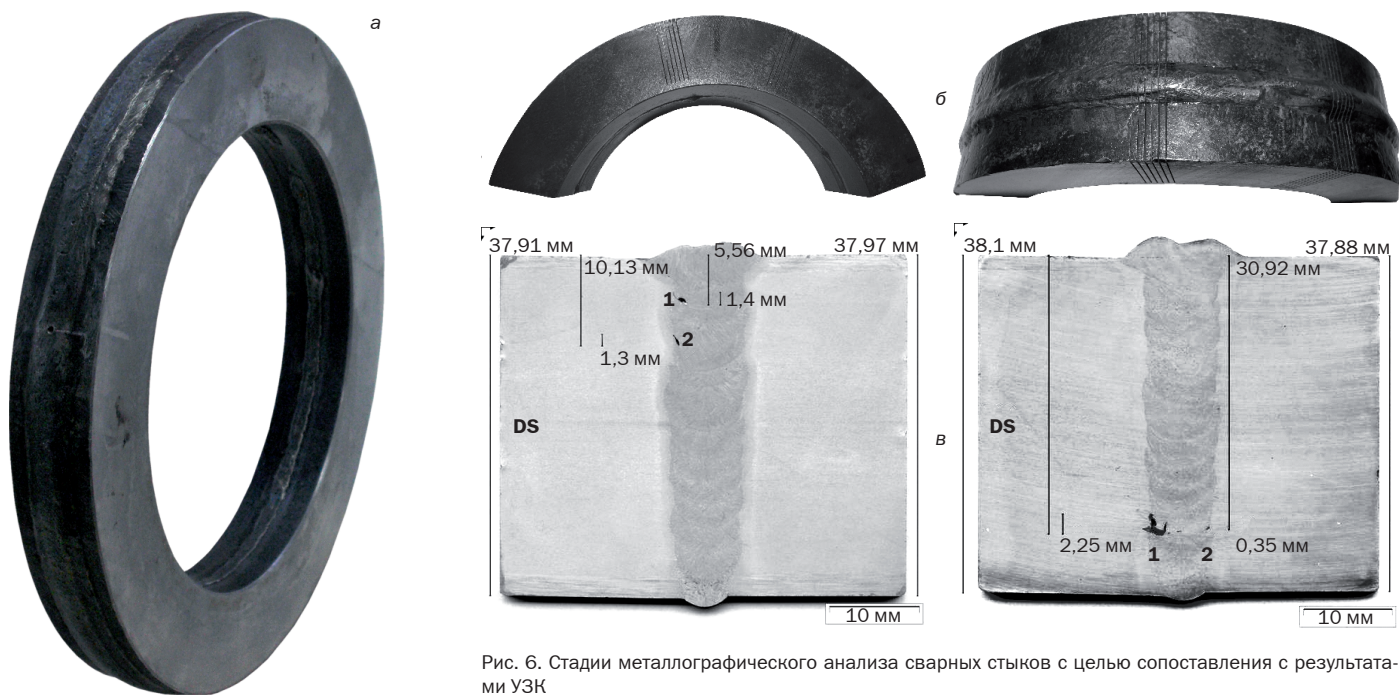 а
б
37,91 мм
5,56 мм
37,97 мм
10,13 мм
1
1,4 мм
2
1,3 мм
DS
10 мм
в
38,1 мм
37,88 мм
30,92 мм
DS
2,25 мм
1
2
0,35 мм
10 мм
Рис. 6. Стадии металлографического анализа сварных стыков с целью сопоставления с результата-
ми УЗК